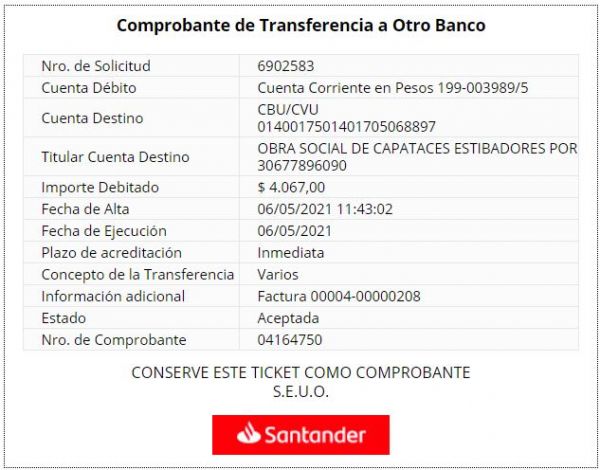 Comprobante de Transferencia a Otro Banco
Nro. de Solicitud 6902583
Cuenta Débito Cuenta Corriente en Pesos 199-003989/5
Cuenta Destino CBU/CVU
0140017501401705068897
Titular Cuenta Destino OBRA SOCIAL DE CAPATACES ESTIBADORES POR
30677896090
Importe Debitado $ 4.067,00
Fecha de Alta 06/05/2021 11:43:02
Fecha de Ejecución 06/05/2021
Plazo de acreditación Inmediata
Concepto de la Transferencia Varios
Información adicional Factura 00004-00000208
Estado Aceptada
Nro. de Comprobante 04164750
CONSERVE ESTE TICKET COMO COMPROBANTE
S.E.U.O.
Santander